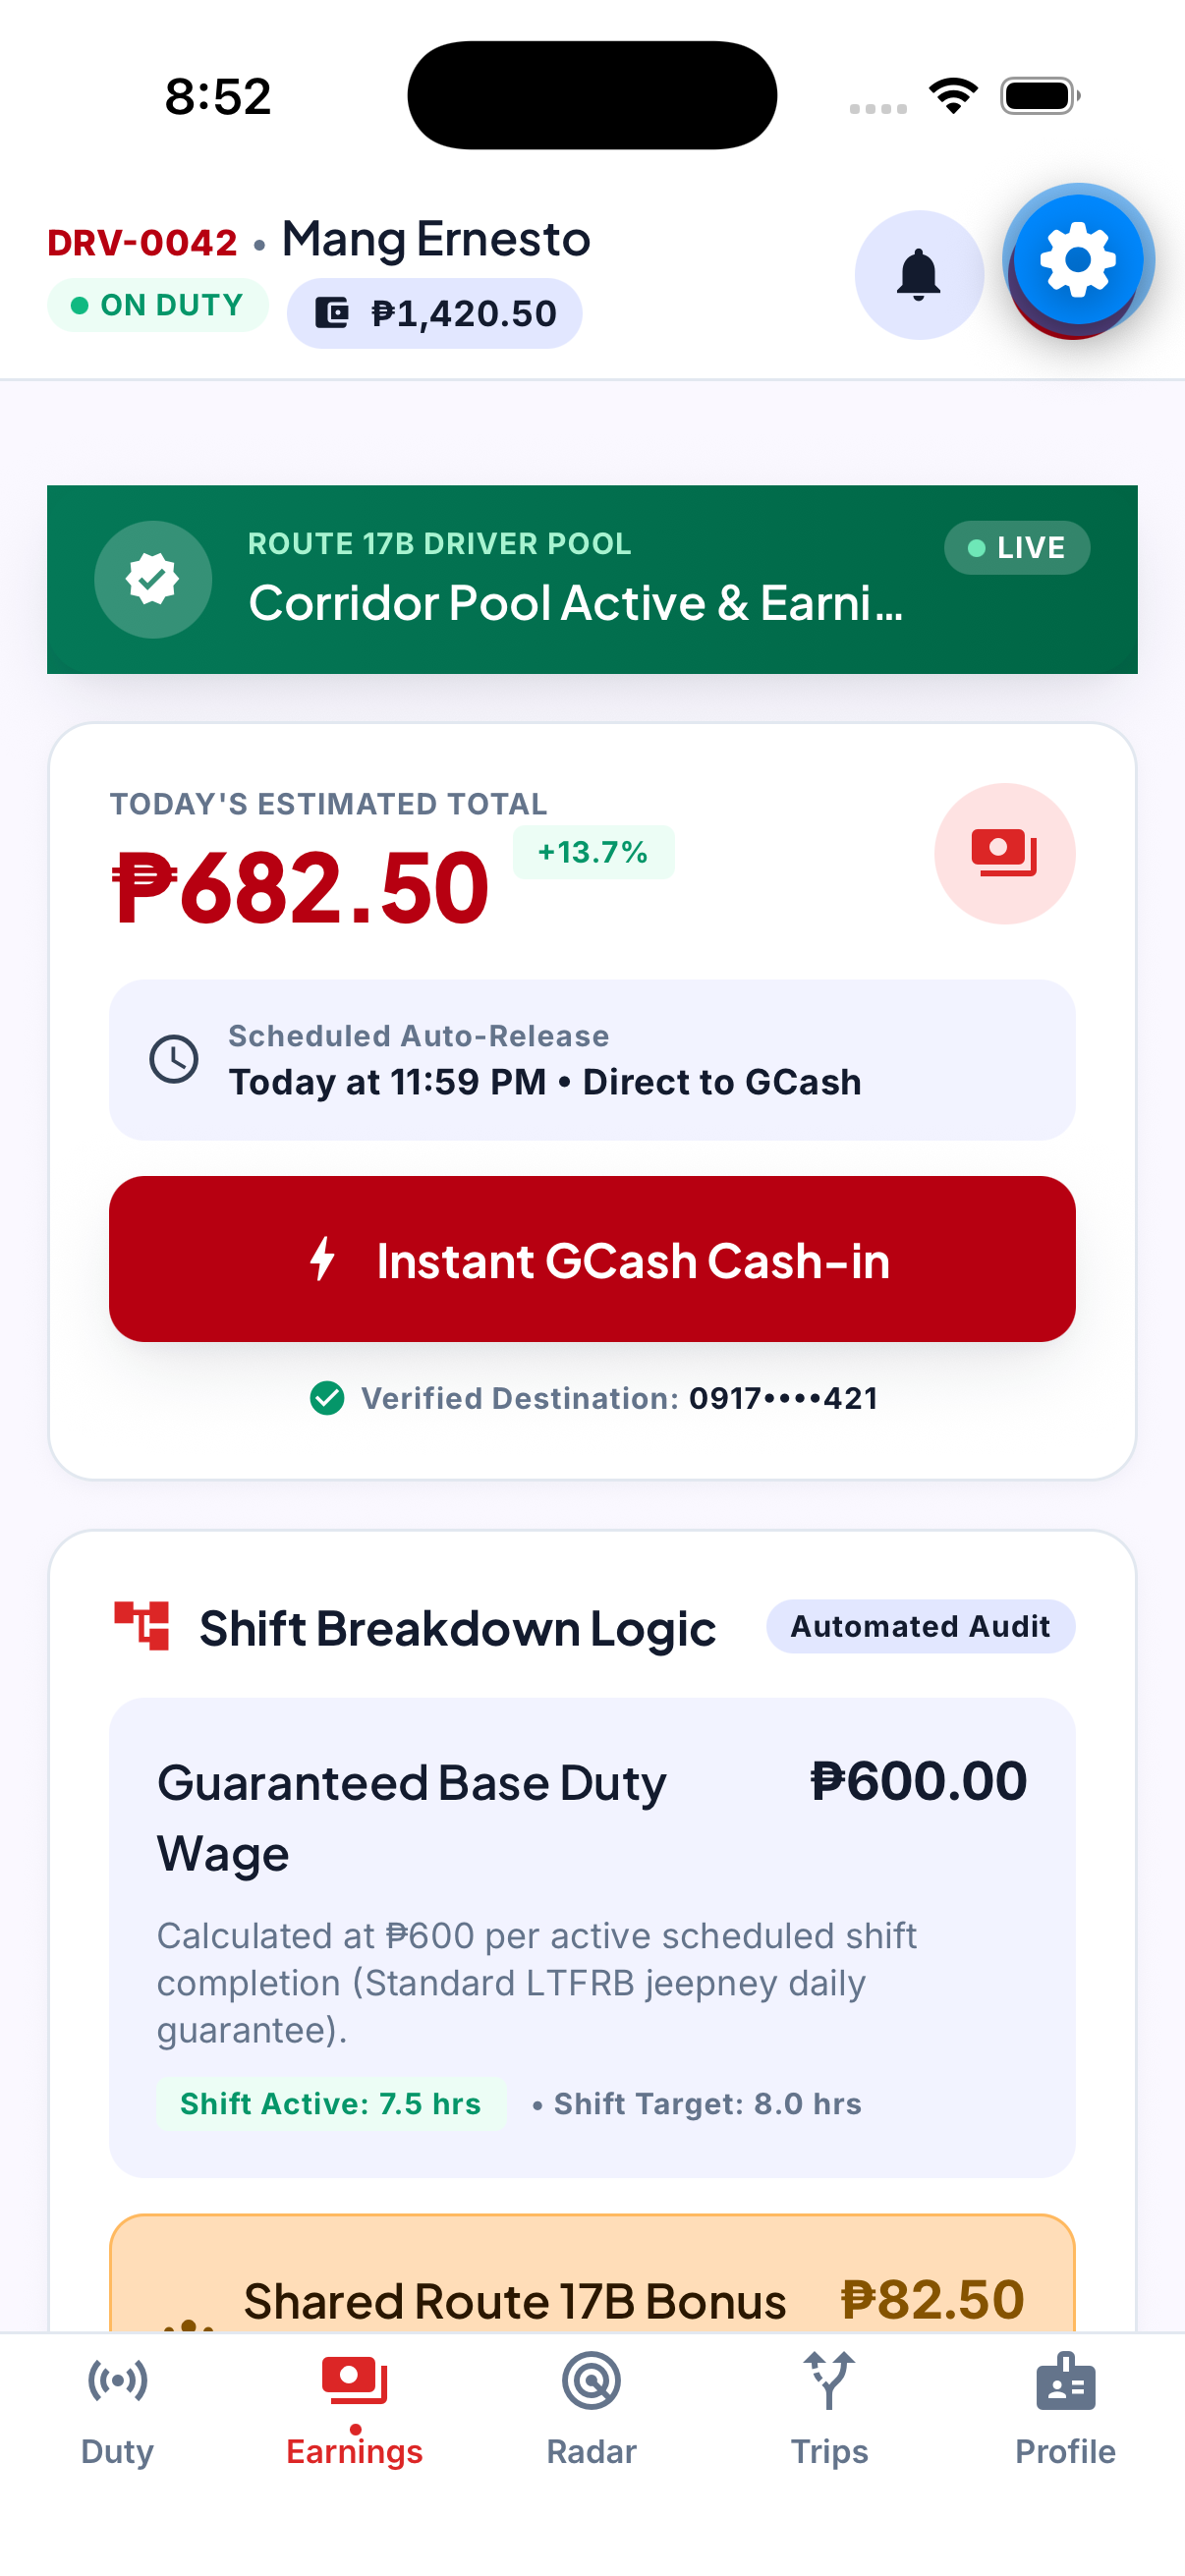 8:52
DRV-0042 • Mang Ernesto
ON DUTY
₱1,420.50
ROUTE 17B DRIVER POOL
LIVE
Corridor Pool Active & Earni...
TODAY'S ESTIMATED TOTAL
₱682.50
+13.7%
Scheduled Auto-Release
Today at 11:59 PM • Direct to GCash
Instant GCash Cash-in
Verified Destination: 0917••••421
Shift Breakdown Logic
Automated Audit
Guaranteed Base Duty
Wage
₱600.00
Calculated at ₱600 per active scheduled shift
completion (Standard LTFRB jeepney daily
guarantee).
Shift Active: 7.5 hrs • Shift Target: 8.0 hrs
Shared Route 17B Bonus
₱82.50
Duty
Earnings
Radar
Trips
Profile